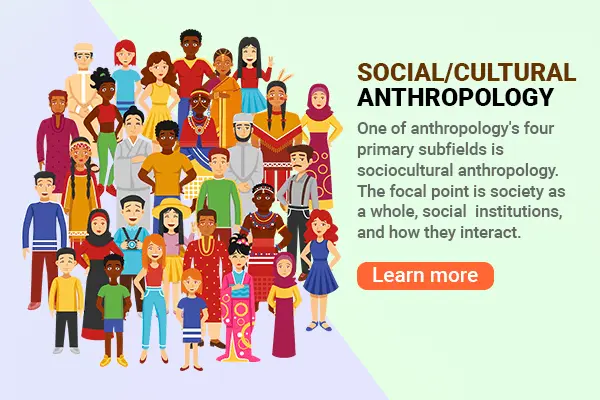 SOCIAL/CULTURAL
ANTHROPOLOGY
One of anthropology's four
primary subfields is
sociocultural anthropology.
The focal point is society as
a whole, social  institutions,
and how they interact.
Learn more